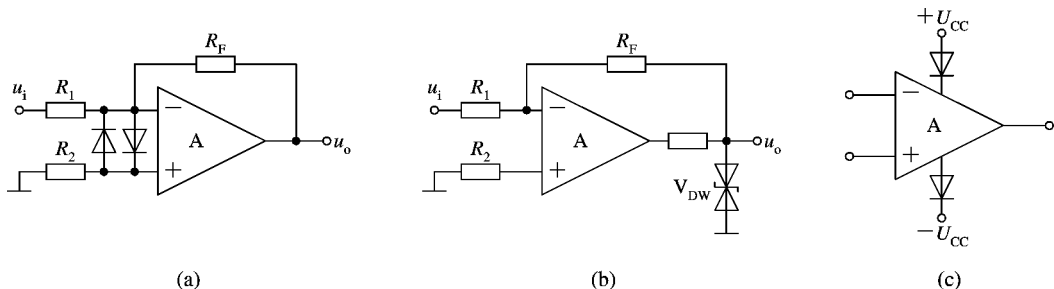 R_F
u_i
R_1
R_2
−
+
A
u_o
(a)
R_F
u_i
R_1
R_2
−
+
A
u_o
V_DW
(b)
+U_CC
−
+
A
−U_CC
(c)